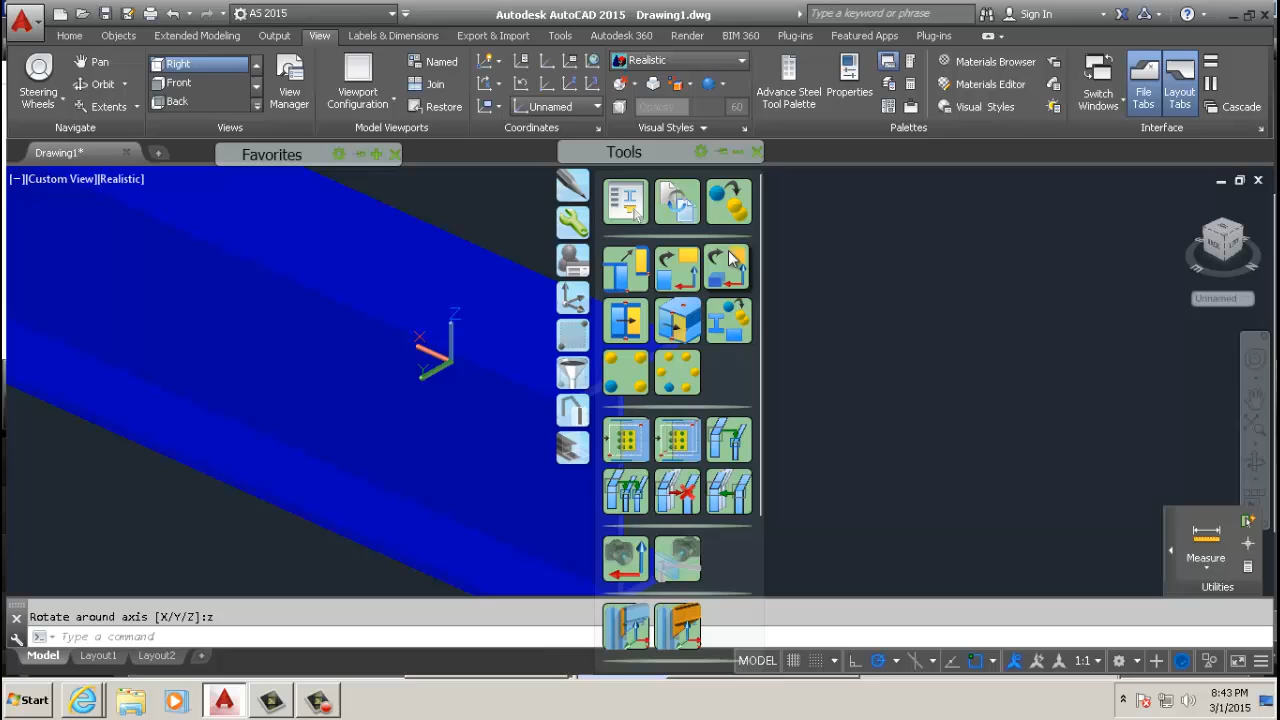 AS 2015
Autodesk AutoCAD 2015 Drawing1.dwg
Type a keyword or phrase
Sign In
Home Objects Extended Modeling Output View Labels & Dimensions Export & Import Tools Autodesk 360 Render BIM 360 Plug-ins Featured Apps Plug-ins
Steering Wheels
Pan
Orbit
Extents
Navigate
Right
Front
Back
View Manager
Views
Viewport Configuration
Named
Join
Restore
Model Viewports
Unnamed
Coordinates
Realistic
Opacity 60
Visual Styles
Advance Steel Tool Palette
Properties
Materials Browser
Materials Editor
Visual Styles
Palettes
Switch Windows
File Tabs
Layout Tabs
Cascade
Interface
Drawing1*
Favorites
Tools
[−][Custom View][Realistic]
Unnamed
Z
X
Y
Measure
Utilities
Rotate around axis [X/Y/Z]:z
Type a command
Model Layout1 Layout2
MODEL
1:1
Start
8:43 PM
3/1/2015